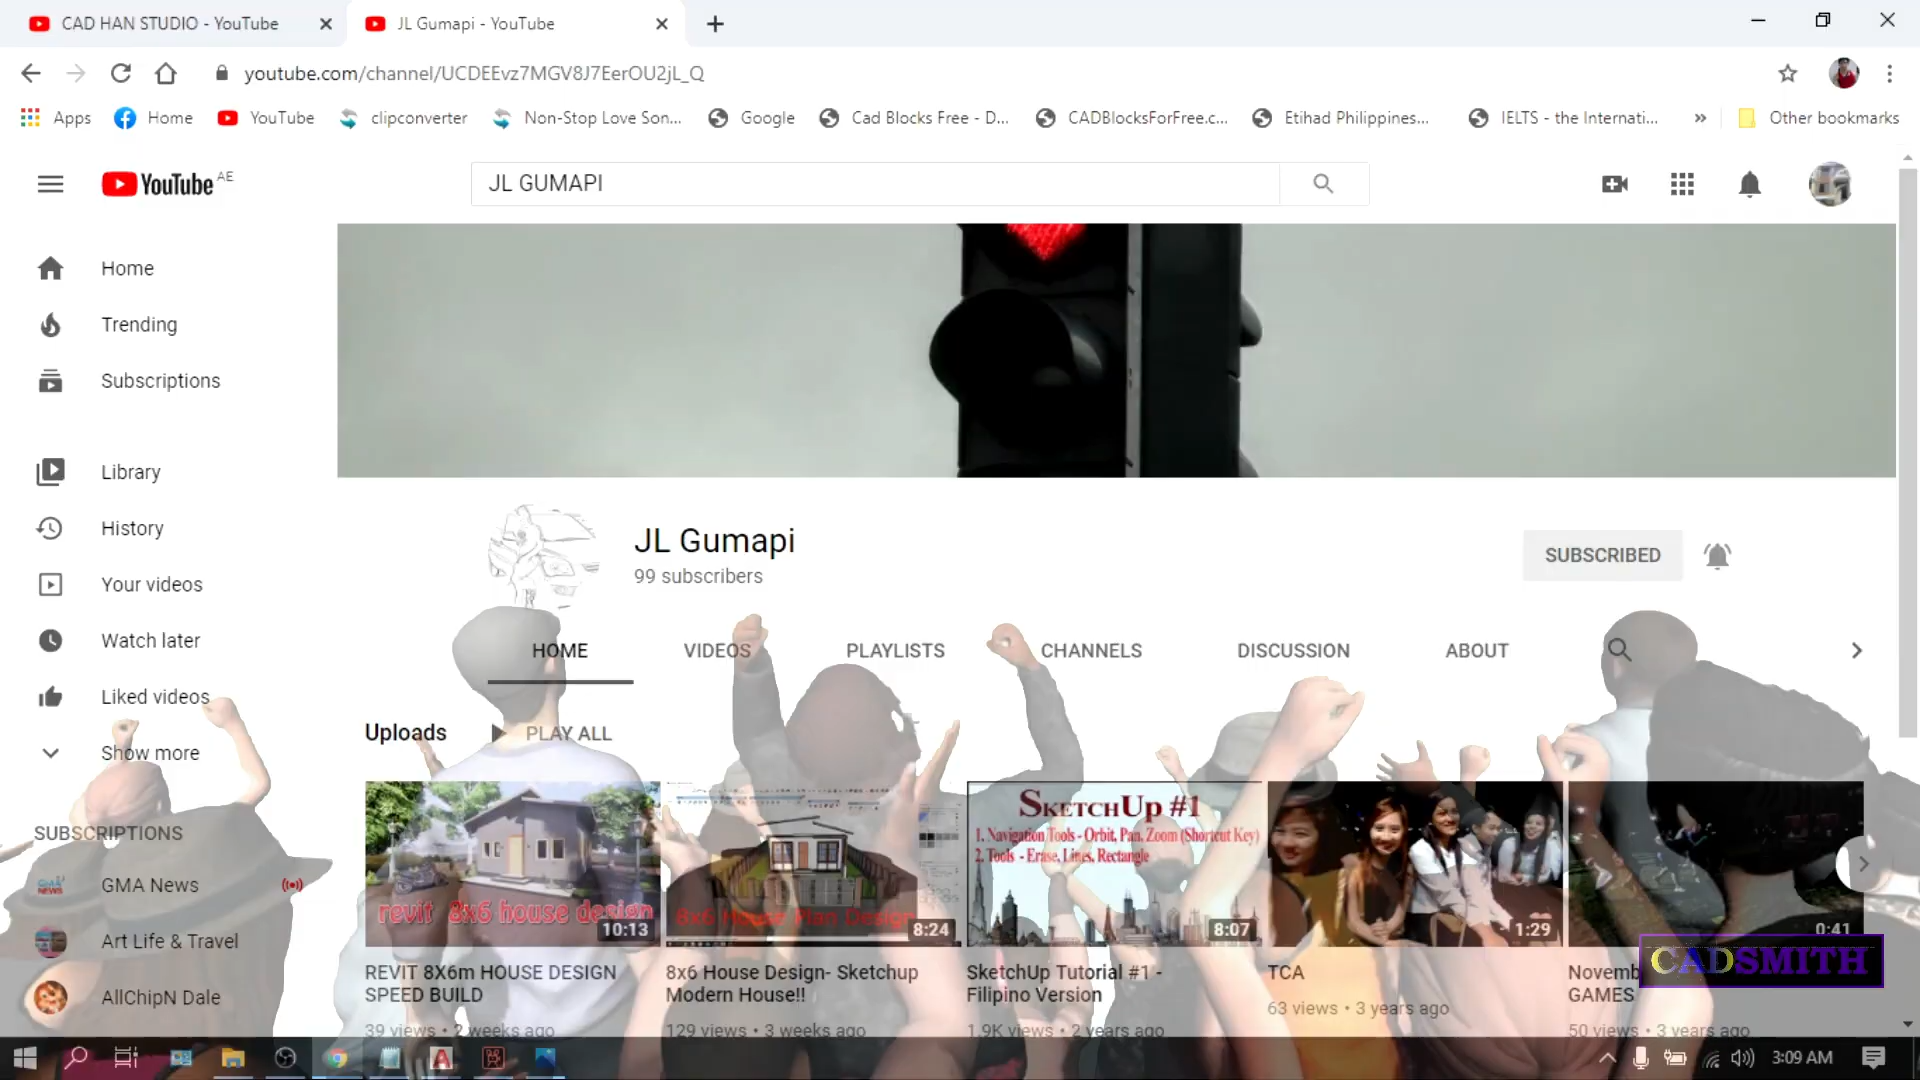 CAD HAN STUDIO - YouTube
JL Gumapi - YouTube
youtube.com/channel/UCDEEvz7MGV8J7EerOU2jL_Q
Apps
Home
YouTube
clipconverter
Non-Stop Love Son...
Google
Cad Blocks Free - D...
CADBlocksForFree.c...
Etihad Philippines...
IELTS - the Internati...
»
Other bookmarks
YouTube AE
JL GUMAPI
Home
Trending
Subscriptions
Library
History
Your videos
Watch later
Liked videos
Show more
SUBSCRIPTIONS
GMA News
Art Life & Travel
AllChipN Dale
JL Gumapi
99 subscribers
SUBSCRIBED
HOME
VIDEOS
PLAYLISTS
CHANNELS
DISCUSSION
ABOUT
Uploads
PLAY ALL
revit 8x6 house design
10:13
8x6 House Plan Design
8:24
SKETCHUP #1
1. Navigation Tools - Orbit, Pan, Zoom (Shortcut Key)
2. Tools - Erase, Lines, Rectangle
8:07
1:29
0:41
REVIT 8X6m HOUSE DESIGN
SPEED BUILD
39 views • 2 weeks ago
8x6 House Design- Sketchup
Modern House!!
129 views • 3 weeks ago
SketchUp Tutorial #1 -
Filipino Version
1.9K views • 2 years ago
TCA
63 views • 3 years ago
Novemb
GAMES
50 views • 3 years ago
CADSMITH
3:09 AM